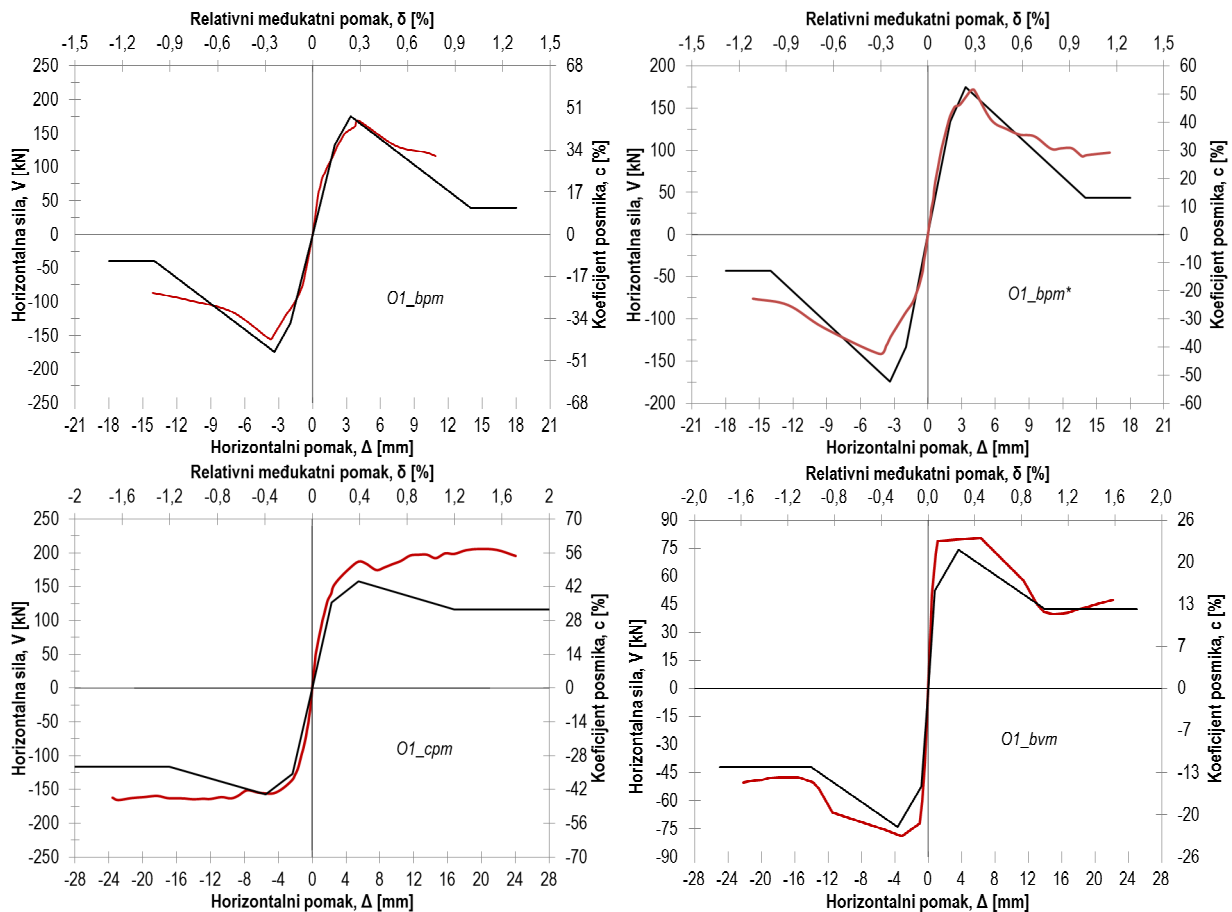 Relativni međukatni pomak, δ [%]
-1,5 -1,2 -0,9 -0,6 -0,3 0 0,3 0,6 0,9 1,2 1,5
250 200 150 100 50 0 -50 -100 -150 -200 -250
Horizontalna sila, V [kN]
68 51 34 17 0 -17 -34 -51 -68
Koeficijent posmika, c [%]
O1_bpm
-21 -18 -15 -12 -9 -6 -3 0 3 6 9 12 15 18 21
Horizontalni pomak, Δ [mm]
Relativni međukatni pomak, δ [%]
-1,5 -1,2 -0,9 -0,6 -0,3 0 0,3 0,6 0,9 1,2 1,5
200 150 100 50 0 -50 -100 -150 -200
Horizontalna sila, V [kN]
60 50 40 30 20 10 0 -10 -20 -30 -40 -50 -60
Koeficijent posmika, c [%]
O1_bpm*
-21 -18 -15 -12 -9 -6 -3 0 3 6 9 12 15 18 21
Horizontalni pomak, Δ [mm]
Relativni međukatni pomak, δ [%]
-2 -1,6 -1,2 -0,8 -0,4 0 0,4 0,8 1,2 1,6 2
250 200 150 100 50 0 -50 -100 -150 -200 -250
Horizontalna sila, V [kN]
70 56 42 28 14 0 -14 -28 -42 -56 -70
Koeficijent posmika, c [%]
O1_cpm
-28 -24 -20 -16 -12 -8 -4 0 4 8 12 16 20 24 28
Horizontalni pomak, Δ [mm]
Relativni međukatni pomak, δ [%]
-2,0 -1,6 -1,2 -0,8 -0,4 0,0 0,4 0,8 1,2 1,6 2,0
90 75 60 45 30 15 0 -15 -30 -45 -60 -75 -90
Horizontalna sila, V [kN]
26 20 13 7 0 -7 -13 -20 -26
Koeficijent posmika, c [%]
O1_bvm
-28 -24 -20 -16 -12 -8 -4 0 4 8 12 16 20 24 28
Horizontalni pomak, Δ [mm]